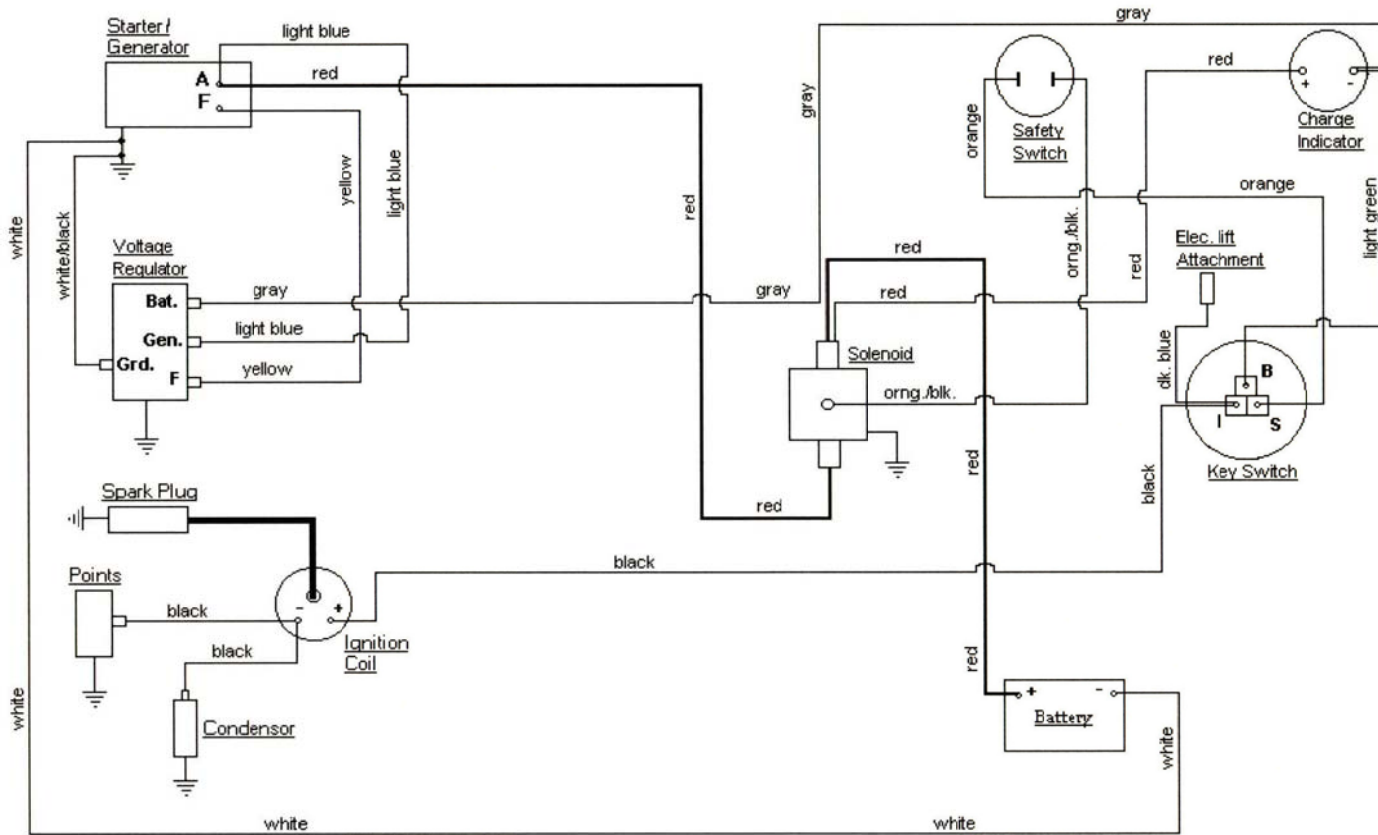 gray
Starter/
Generator
light blue
red
A
F
gray
orange
Safety
Switch
red
+
-
Charge
Indicator
white
white/black
yellow
light blue
red
orange
orng./blk.
red
light green
Elec. lift
Attachment
Voltage
Regulator
Bat.
gray
gray
red
red
Gen.
light blue
Grd.
F
yellow
Solenoid
orng./blk.
dk. blue
B
I
S
Key Switch
red
black
Spark Plug
red
black
Points
black
-
+
Ignition
Coil
black
red
Condensor
white
+
-
Battery
white
white
white